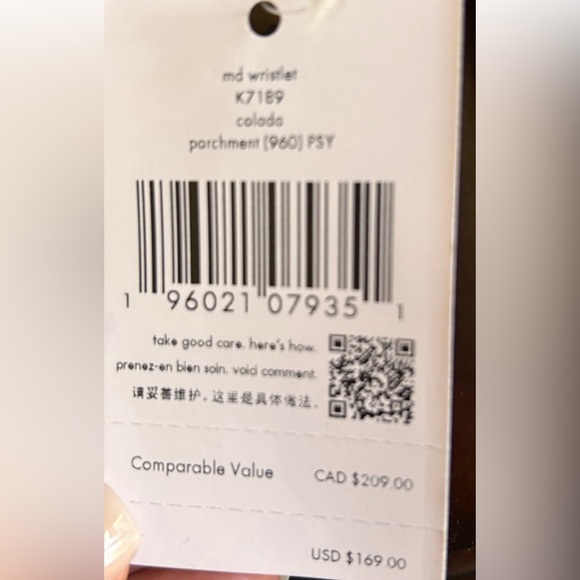 md wristlet
K7189
colada
parchment (960) PSY
1 96021 07935 1
take good care. here's how.
prenez-en bien soin. voici comment.
请妥善维护。这里是具体做法.
Comparable Value CAD $209.00
USD $169.00